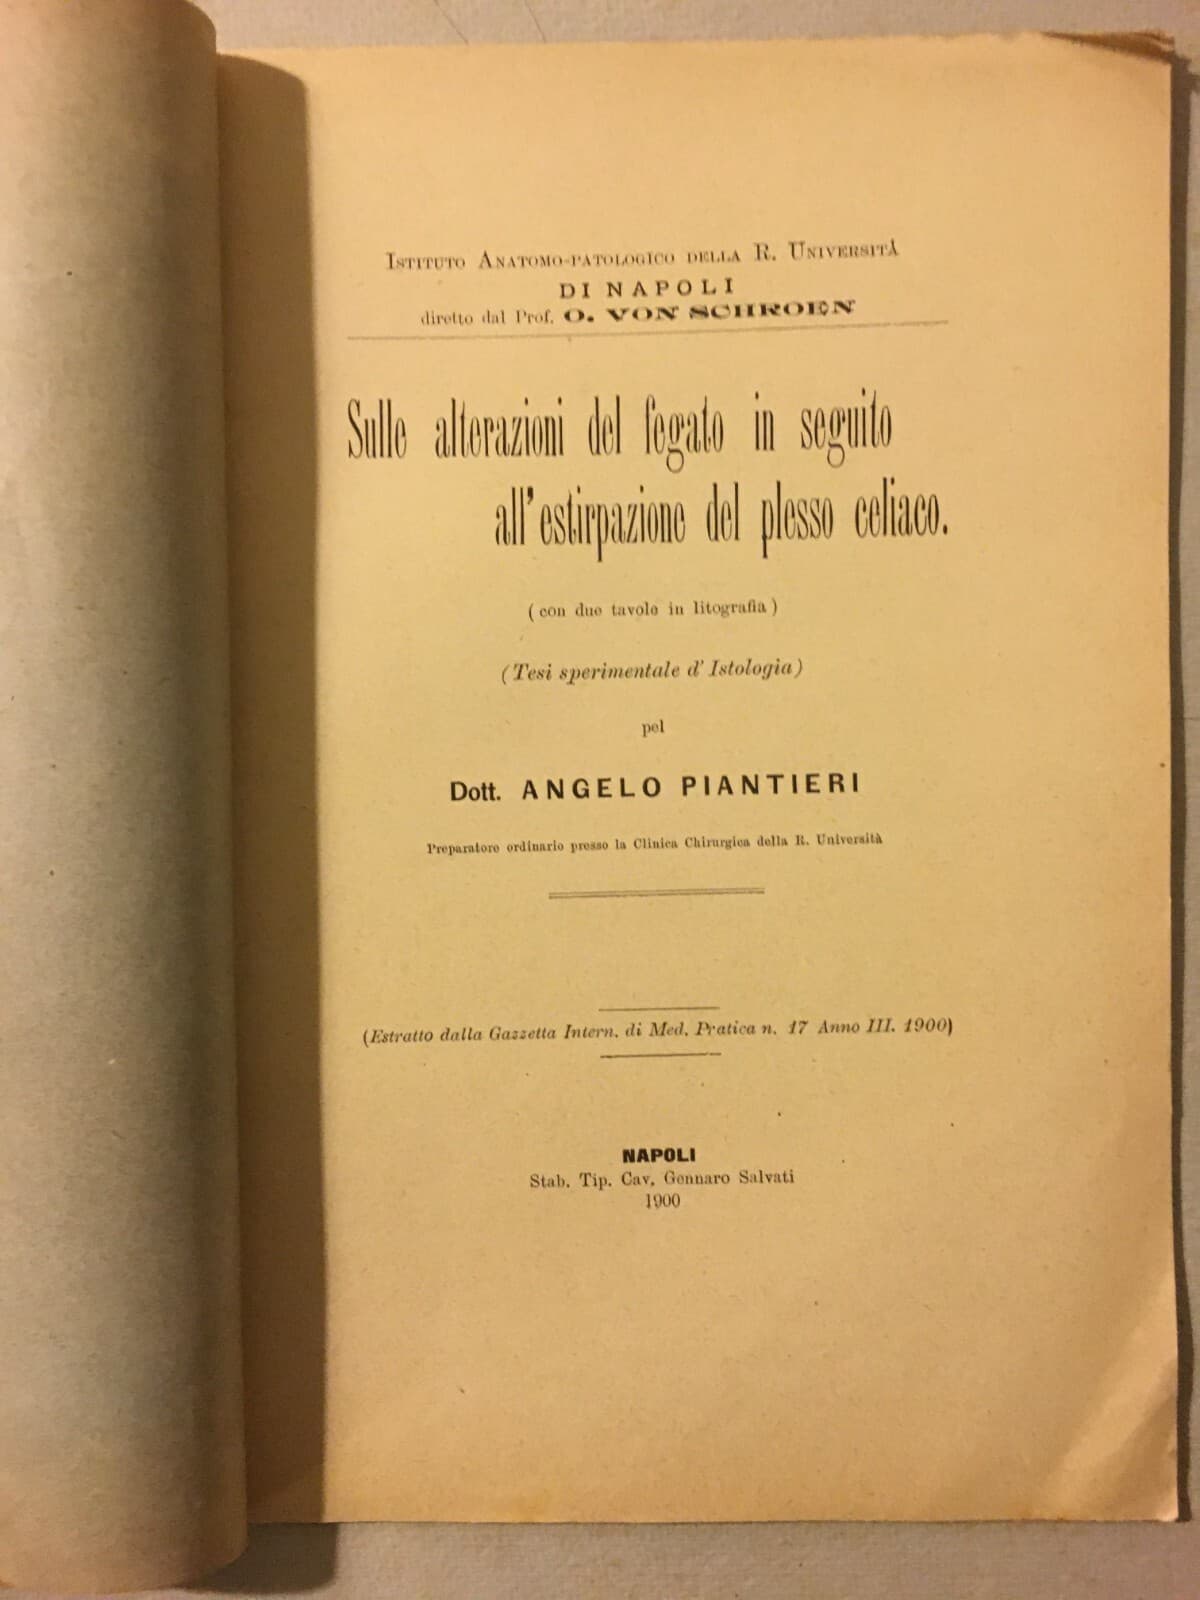 Istituto Anatomo-patologico della R. Università
DI NAPOLI
diretto dal Prof. O. VON SCHROEN
Sulle alterazioni del fegato in seguito
all'estirpazione del plesso celiaco.
(con due tavole in litografia)
(Tesi sperimentale d'Istologia)
pel
Dott. ANGELO PIANTIERI
Preparatore ordinario presso la Clinica Chirurgica della R. Università
(Estratto dalla Gazzetta Intern. di Med. Pratica n. 17 Anno III. 1900)
NAPOLI
Stab. Tip. Cav. Gennaro Salvati
1900